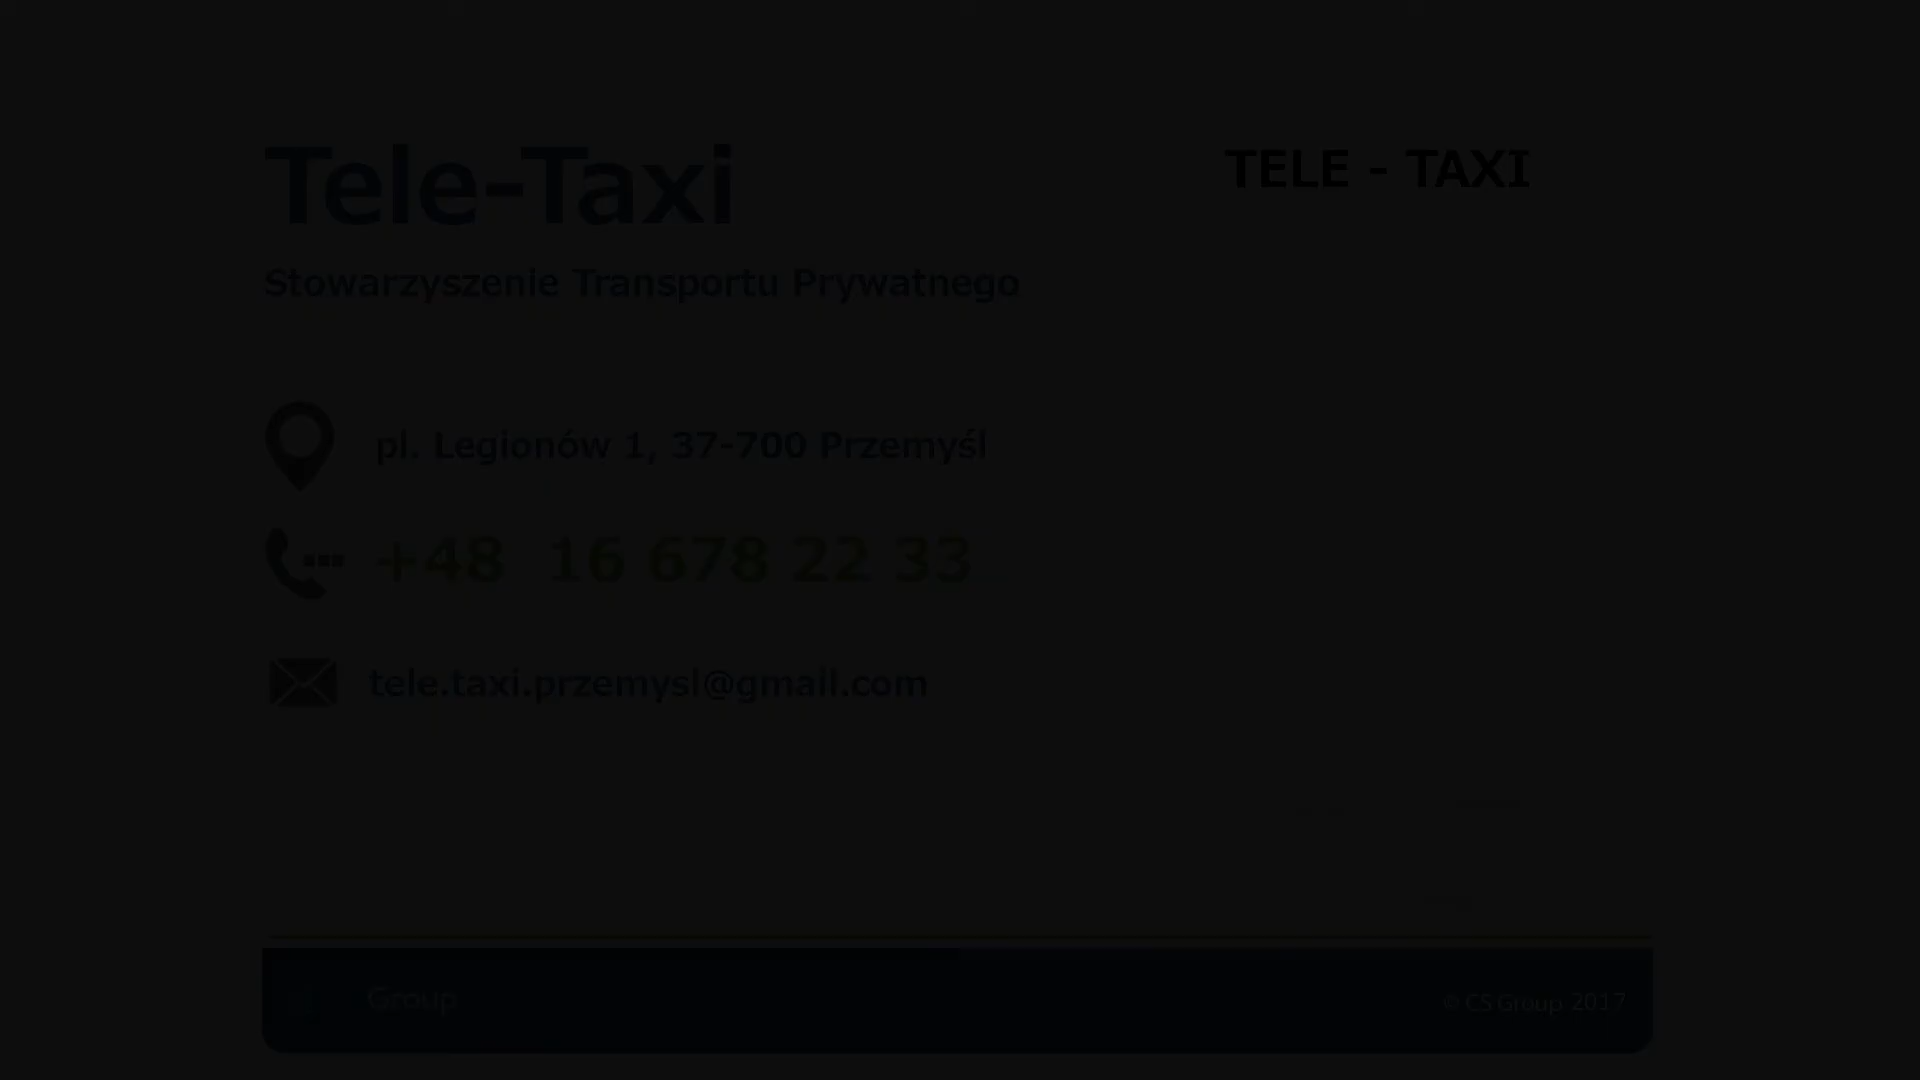 Tele-Taxi
TELE - TAXI
Stowarzyszenie Transportu Prywatnego
pl. Legionów 1, 37-700 Przemyśl
+48 16 678 22 33
tele.taxi.przemysl@gmail.com
Group
© CS Group 2017